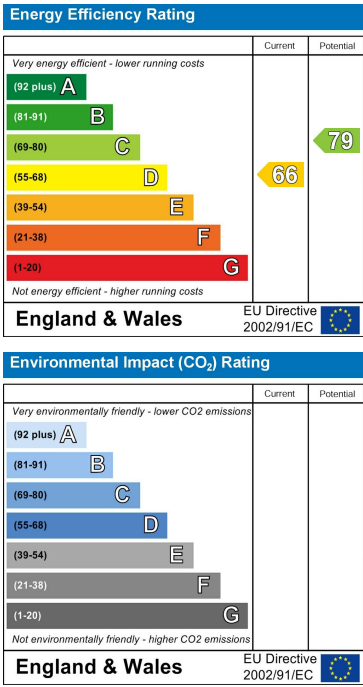 Energy Efficiency Rating
Current Potential
Very energy efficient - lower running costs
(92 plus) A
(81-91) B
(69-80) C
79
(55-68) D
66
(39-54) E
(21-38) F
(1-20) G
Not energy efficient - higher running costs
England & Wales
EU Directive
2002/91/EC
Environmental Impact (CO₂) Rating
Current Potential
Very environmentally friendly - lower CO2 emissions
(92 plus) A
(81-91) B
(69-80) C
(55-68) D
(39-54) E
(21-38) F
(1-20) G
Not environmentally friendly - higher CO2 emissions
England & Wales
EU Directive
2002/91/EC